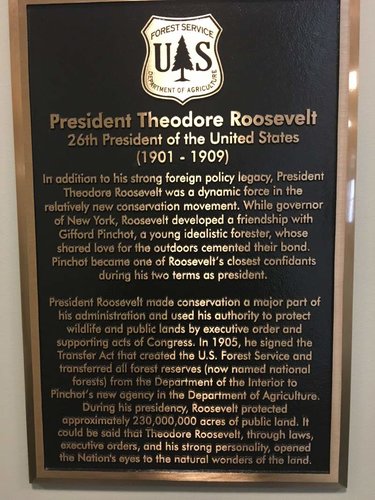 FOREST SERVICE
U S
DEPARTMENT OF AGRICULTURE
President Theodore Roosevelt
26th President of the United States
(1901 - 1909)
In addition to his strong foreign policy legacy, President
Theodore Roosevelt was a dynamic force in the
relatively new conservation movement. While governor
of New York, Roosevelt developed a friendship with
Gifford Pinchot, a young idealistic forester, whose
shared love for the outdoors cemented their bond.
Pinchot became one of Roosevelt's closest confidants
during his two terms as president.
President Roosevelt made conservation a major part of
his administration and used his authority to protect
wildlife and public lands by executive order and
supporting acts of Congress. In 1905, he signed the
Transfer Act that created the U.S. Forest Service and
transferred all forest reserves (now named national
forests) from the Department of the Interior to
Pinchot's new agency in the Department of Agriculture.
During his presidency, Roosevelt protected
approximately 230,000,000 acres of public land. It
could be said that Theodore Roosevelt, through laws,
executive orders, and his strong personality, opened
the Nation's eyes to the natural wonders of the land.